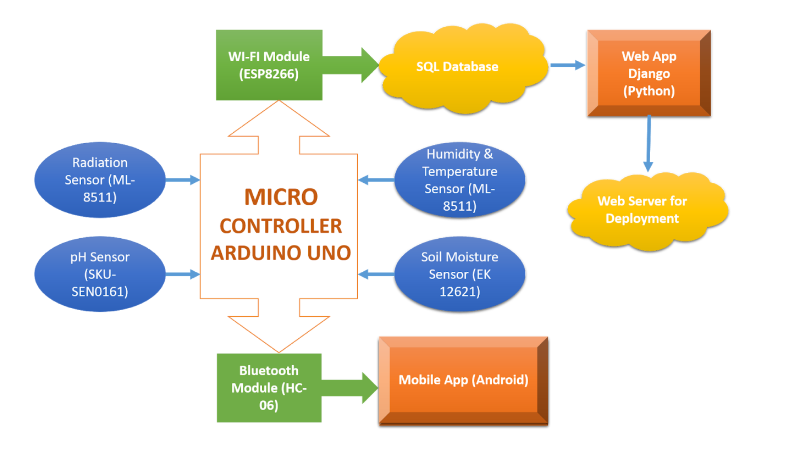 WI-FI Module
(ESP8266)
SQL Database
Web App
Django
(Python)
Radiation
Sensor (ML-
8511)
Humidity &
Temperature
Sensor (ML-
8511)
Web Server for
Deployment
MICRO
CONTROLLER
ARDUINO UNO
pH Sensor
(SKU-
SEN0161)
Soil Moisture
Sensor (EK
12621)
Bluetooth
Module (HC-
06)
Mobile App (Android)